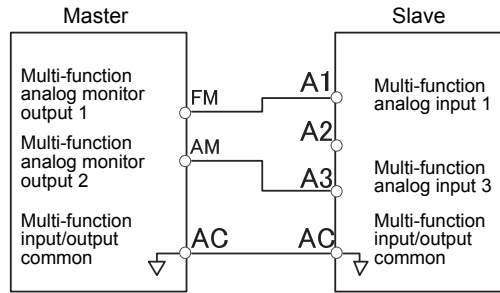 Master
Slave
Multi-function
analog monitor
output 1
FM
A1
Multi-function
analog input 1
Multi-function
analog monitor
output 2
AM
A2
A3
Multi-function
analog input 3
Multi-function
input/output
common
AC
AC
Multi-function
input/output
common